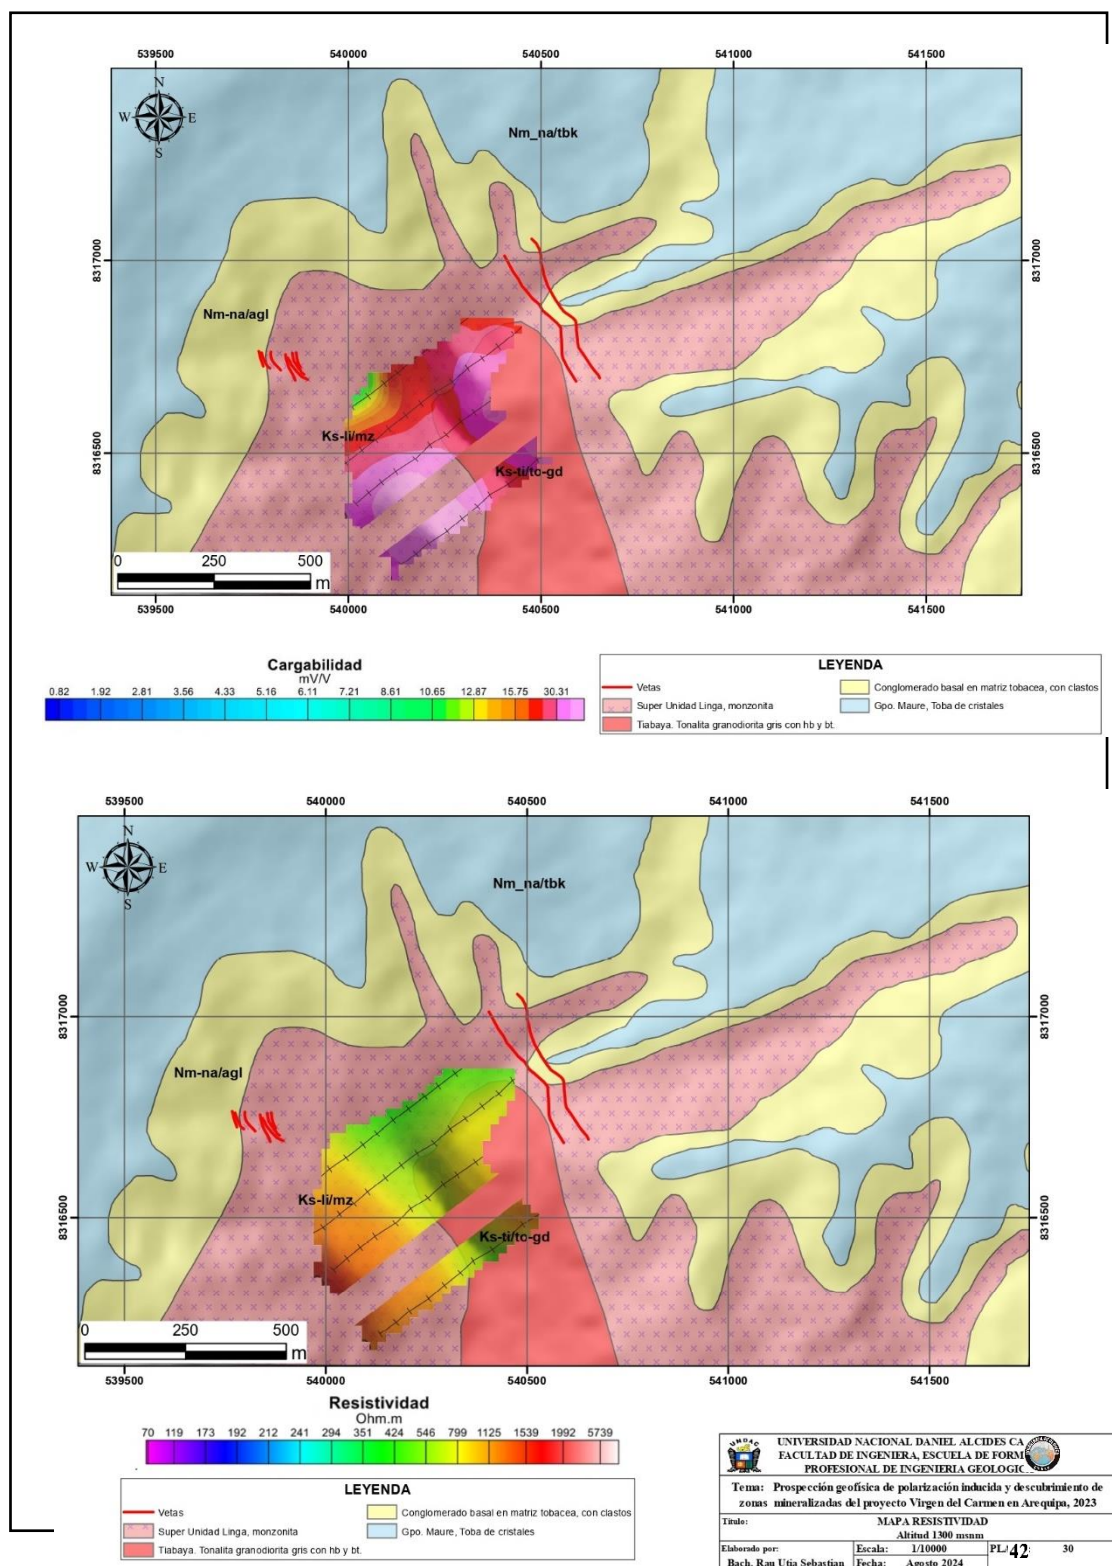 539500 540000 540500 541000 541500
N
W E
S
Nm_na/tbk
8317000 8317000
Nm-na/agl
Ks-li/mz
8316500 8316500
Ks-ti/to-gd
0 250 500
m
539500 540000 540500 541000 541500
Cargabilidad
mV/V
0.82 1.92 2.81 3.56 4.33 5.16 6.11 7.21 8.61 10.65 12.87 15.75 30.31
LEYENDA
Vetas
Conglomerado basal en matriz tobacea, con clastos
Super Unidad Linga, monzonita
Gpo. Maure, Toba de cristales
Tiabaya. Tonalita granodiorita gris con hb y bt.
539500 540000 540500 541000 541500
N
W E
S
Nm_na/tbk
8317000 8317000
Nm-na/agl
Ks-li/mz
8316500 8316500
Ks-ti/to-gd
0 250 500
m
539500 540000 540500 541000 541500
Resistividad
Ohm.m
70 119 173 192 212 241 294 351 424 546 799 1125 1539 1992 5739
LEYENDA
Vetas
Conglomerado basal en matriz tobacea, con clastos
Super Unidad Linga, monzonita
Gpo. Maure, Toba de cristales
Tiabaya. Tonalita granodiorita gris con hb y bt.
UNDAC
UNIVERSIDAD NACIONAL DANIEL ALCIDES CA
FACULTAD DE INGENIERA, ESCUELA DE FORM
PROFESIONAL DE INGENIERIA GEOLOGIC
Tema: Prospección geofísica de polarización inducida y descubrimiento de
zonas mineralizadas del proyecto Virgen del Carmen en Arequipa, 2023
Titulo: MAPA RESISTIVIDAD
Altitud 1300 msnm
Elaborado por: Escala: 1/10000 42 30
Bach. Rau Utia Sebastian Fecha: Agosto 2024